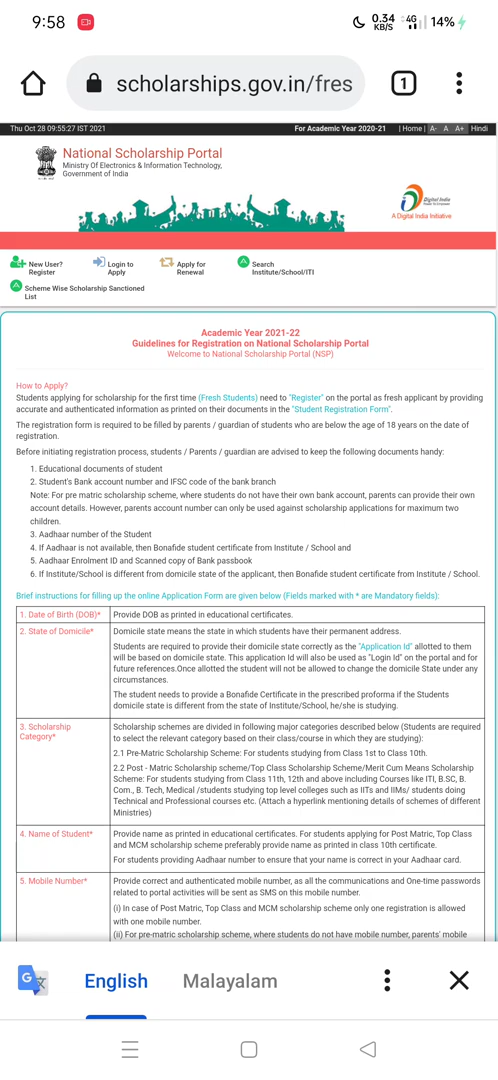 9:58
0.34
KB/S
4G
14%
scholarships.gov.in/fres
1
Thu Oct 28 09:55:27 IST 2021
For Academic Year 2020-21 | Home | A- A A+ Hindi
National Scholarship Portal
Ministry Of Electronics & Information Technology,
Government of India
Digital India
Power To Empower
A Digital India Initiative
New User?
Register
Login to
Apply
Apply for
Renewal
Search
Institute/School/ITI
Scheme Wise Scholarship Sanctioned
List
Academic Year 2021-22
Guidelines for Registration on National Scholarship Portal
Welcome to National Scholarship Portal (NSP)
How to Apply?
Students applying for scholarship for the first time (Fresh Students) need to "Register" on the portal as fresh applicant by providing
accurate and authenticated information as printed on their documents in the "Student Registration Form".
The registration form is required to be filled by parents / guardian of students who are below the age of 18 years on the date of
registration.
Before initiating registration process, students / Parents / guardian are advised to keep the following documents handy:
1. Educational documents of student
2. Student's Bank account number and IFSC code of the bank branch
Note: For pre matric scholarship scheme, where students do not have their own bank account, parents can provide their own
account details. However, parents account number can only be used against scholarship applications for maximum two
children.
3. Aadhaar number of the Student
4. If Aadhaar is not available, then Bonafide student certificate from Institute / School and
5. Aadhaar Enrolment ID and Scanned copy of Bank passbook
6. If Institute/School is different from domicile state of the applicant, then Bonafide student certificate from Institute / School.
Brief instructions for filling up the online Application Form are given below (Fields marked with * are Mandatory fields):
1. Date of Birth (DOB)*
Provide DOB as printed in educational certificates.
2. State of Domicile*
Domicile state means the state in which students have their permanent address.
Students are required to provide their domicile state correctly as the "Application Id" allotted to them
will be based on domicile state. This application Id will also be used as "Login Id" on the portal and for
future references.Once allotted the student will not be allowed to change the domicile State under any
circumstances.
The student needs to provide a Bonafide Certificate in the prescribed proforma if the Students
domicile state is different from the state of Institute/School, he/she is studying.
3. Scholarship
Category*
Scholarship schemes are divided in following major categories described below (Students are required
to select the relevant category based on their class/course in which they are studying):
2.1 Pre-Matric Scholarship Scheme: For students studying from Class 1st to Class 10th.
2.2 Post - Matric Scholarship scheme/Top Class Scholarship Scheme/Merit Cum Means Scholarship
Scheme: For students studying from Class 11th, 12th and above including Courses like ITI, B.SC, B.
Com., B. Tech, Medical /students studying top level colleges such as IITs and IIMs/ students doing
Technical and Professional courses etc. (Attach a hyperlink mentioning details of schemes of different
Ministries)
4. Name of Student*
Provide name as printed in educational certificates. For students applying for Post Matric, Top Class
and MCM scholarship scheme preferably provide name as printed in class 10th certificate.
For students providing Aadhar number to ensure that your name is correct in your Aadhar card.
5. Mobile Number*
Provide correct and authenticated mobile number, as all the communications and One-time passwords
related to portal activities will be sent as SMS on this mobile number.
(i) In case of Post Matric, Top Class and MCM scholarship scheme only one registration is allowed
with one mobile number.
(ii) For pre-matric scholarship scheme, where students do not have mobile number, parents' mobile
G
English
Malayalam